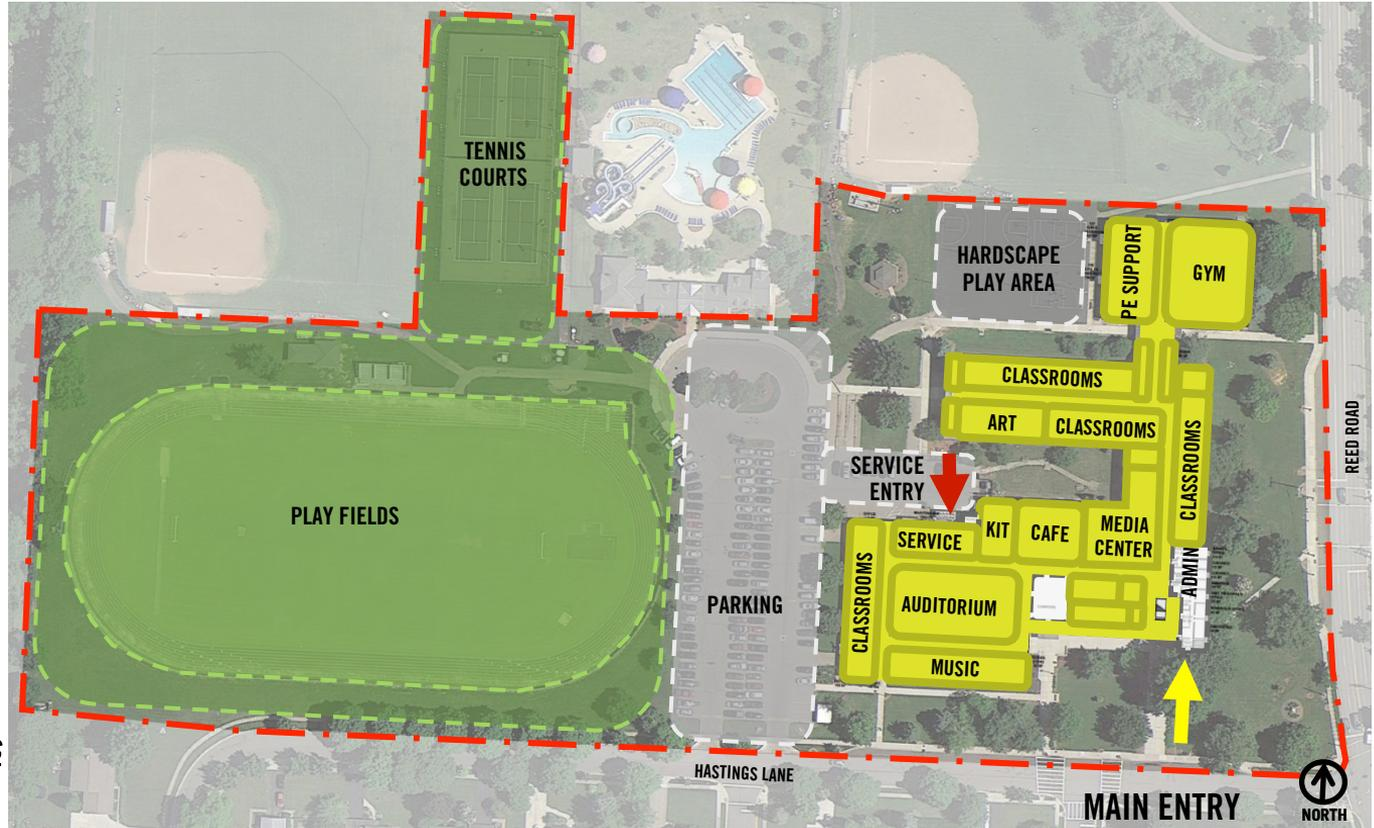 TENNIS
COURTS
HARDSCAPE
PLAY AREA
PE SUPPORT
GYM
CLASSROOMS
ART
CLASSROOMS
CLASSROOMS
REED ROAD
SERVICE
ENTRY
PLAY FIELDS
KIT
CAFE
MEDIA
CENTER
SERVICE
CLASSROOMS
ADMIN
PARKING
AUDITORIUM
MUSIC
HASTINGS LANE
MAIN ENTRY
NORTH